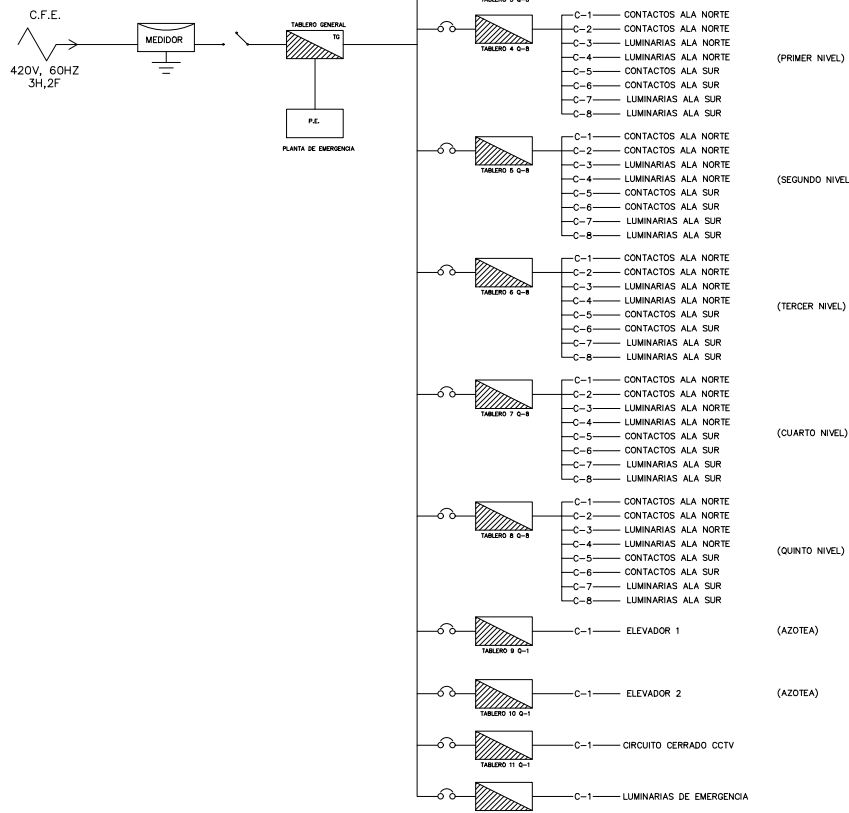 C.F.E.
420V, 60HZ
3H,2F
MEDIDOR
TABLERO GENERAL
TG
P.E.
PLANTA DE EMERGENCIA
TABLERO 4 Q-8
C-1 CONTACTOS ALA NORTE
C-2 CONTACTOS ALA NORTE
C-3 LUMINARIAS ALA NORTE
C-4 LUMINARIAS ALA NORTE
C-5 CONTACTOS ALA SUR
C-6 CONTACTOS ALA SUR
C-7 LUMINARIAS ALA SUR
C-8 LUMINARIAS ALA SUR
(PRIMER NIVEL)
TABLERO 5 Q-8
C-1 CONTACTOS ALA NORTE
C-2 CONTACTOS ALA NORTE
C-3 LUMINARIAS ALA NORTE
C-4 LUMINARIAS ALA NORTE
C-5 CONTACTOS ALA SUR
C-6 CONTACTOS ALA SUR
C-7 LUMINARIAS ALA SUR
C-8 LUMINARIAS ALA SUR
(SEGUNDO NIVEL
TABLERO 6 Q-8
C-1 CONTACTOS ALA NORTE
C-2 CONTACTOS ALA NORTE
C-3 LUMINARIAS ALA NORTE
C-4 LUMINARIAS ALA NORTE
C-5 CONTACTOS ALA SUR
C-6 CONTACTOS ALA SUR
C-7 LUMINARIAS ALA SUR
C-8 LUMINARIAS ALA SUR
(TERCER NIVEL)
TABLERO 7 Q-8
C-1 CONTACTOS ALA NORTE
C-2 CONTACTOS ALA NORTE
C-3 LUMINARIAS ALA NORTE
C-4 LUMINARIAS ALA NORTE
C-5 CONTACTOS ALA SUR
C-6 CONTACTOS ALA SUR
C-7 LUMINARIAS ALA SUR
C-8 LUMINARIAS ALA SUR
(CUARTO NIVEL)
TABLERO 8 Q-8
C-1 CONTACTOS ALA NORTE
C-2 CONTACTOS ALA NORTE
C-3 LUMINARIAS ALA NORTE
C-4 LUMINARIAS ALA NORTE
C-5 CONTACTOS ALA SUR
C-6 CONTACTOS ALA SUR
C-7 LUMINARIAS ALA SUR
C-8 LUMINARIAS ALA SUR
(QUINTO NIVEL)
TABLERO 9 Q-1
C-1 ELEVADOR 1
(AZOTEA)
TABLERO 10 Q-1
C-1 ELEVADOR 2
(AZOTEA)
TABLERO 11 Q-1
C-1 CIRCUITO CERRADO CCTV
C-1 LUMINARIAS DE EMERGENCIA